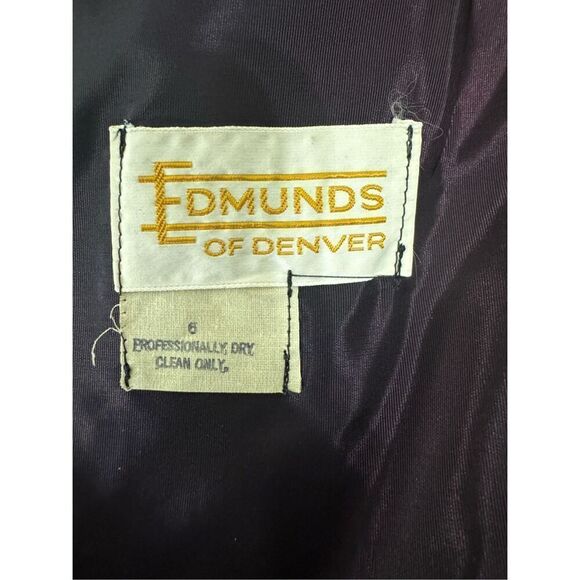 EDMUNDS
OF DENVER
6
PROFESSIONALLY, DRY,
CLEAN ONLY.